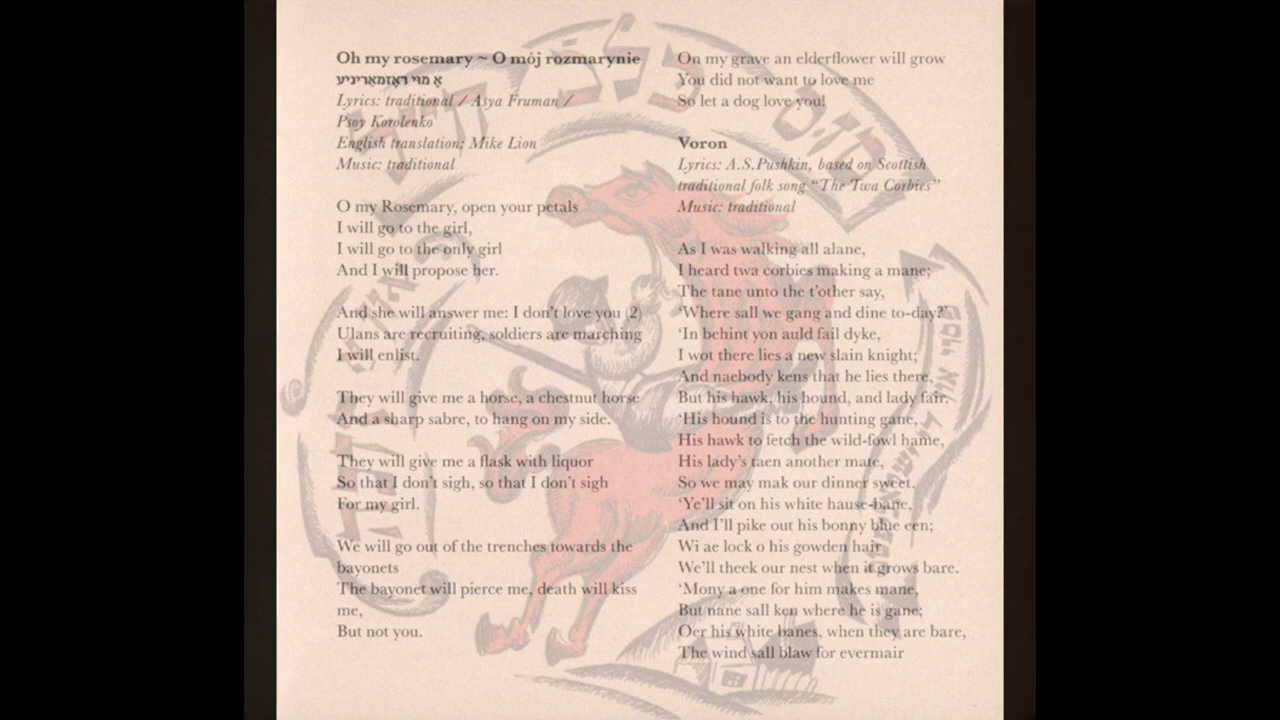 Oh my rosemary ~ O mój rozmarynie
אָ מױ ראָזמאַריניע
Lyrics: traditional / Asya Fruman /
Psoy Korolenko
English translation: Mike Lion
Music: traditional
O my Rosemary, open your petals
I will go to the girl,
I will go to the only girl
And I will propose her.
And she will answer me: I don't love you (2)
Ulans are recruiting, soldiers are marching
I will enlist.
They will give me a horse, a chestnut horse
And a sharp sabre, to hang on my side.
They will give me a flask with liquor
So that I don't sigh, so that I don't sigh
For my girl.
We will go out of the trenches towards the
bayonets
The bayonet will pierce me, death will kiss
me,
But not you.
On my grave an elderflower will grow
You did not want to love me
So let a dog love you!
Voron
Lyrics: A.S.Pushkin, based on Scottish
traditional folk song “The Twa Corbies”
Music: traditional
As I was walking all alane,
I heard twa corbies making a mane;
The tane unto the t'other say,
‘Where sall we gang and dine to-day?’
‘In behint yon auld fail dyke,
I wot there lies a new slain knight;
And naebody kens that he lies there,
But his hawk, his hound, and lady fair.
‘His hound is to the hunting gane,
His hawk to fetch the wild-fowl hame,
His lady's taen another mate,
So we may mak our dinner sweet.
‘Ye'll sit on his white hause-bane,
And I'll pike out his bonny blue een;
Wi ae lock o his gowden hair
We'll theek our nest when it grows bare.
‘Mony a one for him makes mane,
But nane sall ken where he is gane;
Oer his white banes, when they are bare,
The wind sall blaw for evermair